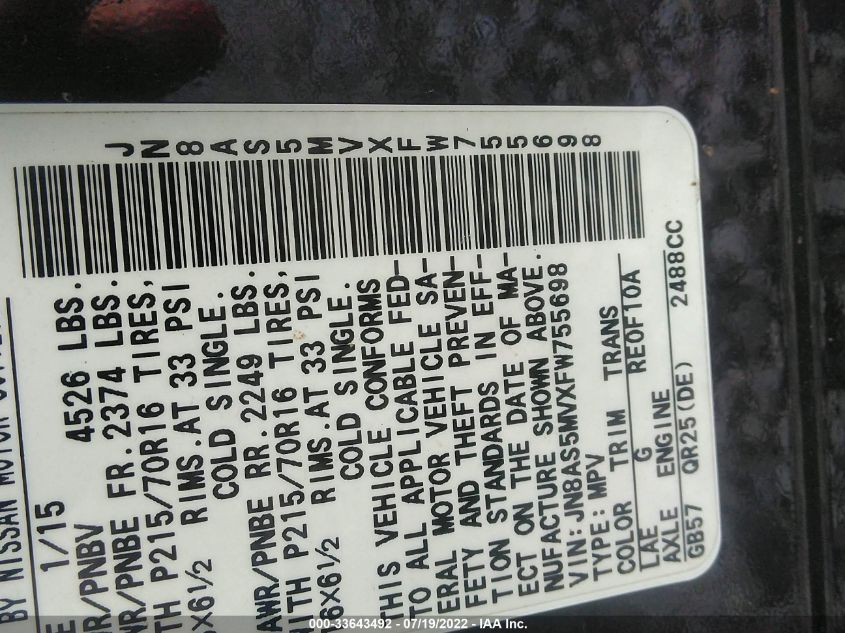 BY NISSAN MOTOR
1/15
WR/PNBV 4526 LBS.
WR/PNBE FR. 2374 LBS.
TH P215/70R16 TIRES,
X6½ RIMS. AT 33 PSI
COLD SINGLE.
AWR/PNBE RR. 2249 LBS.
ITH P215/70R16 TIRES,
6X6½ RIMS. AT 33 PSI
COLD SINGLE.
THIS VEHICLE CONFORMS
TO ALL APPLICABLE FED-
ERAL MOTOR VEHICLE SA-
FETY AND THEFT PREVEN-
TION STANDARDS IN EFF-
ECT ON THE DATE OF MA-
NUFACTURE SHOWN ABOVE.
VIN: JN8AS5MVXFW755698
TYPE: MPV
COLOR TRIM TRANS
LAE G RE0F10A
AXLE ENGINE
GB57 QR25(DE) 2488CC
JN8AS5MVXFW755698
000-33643492 - 07/19/2022 - IAA Inc.